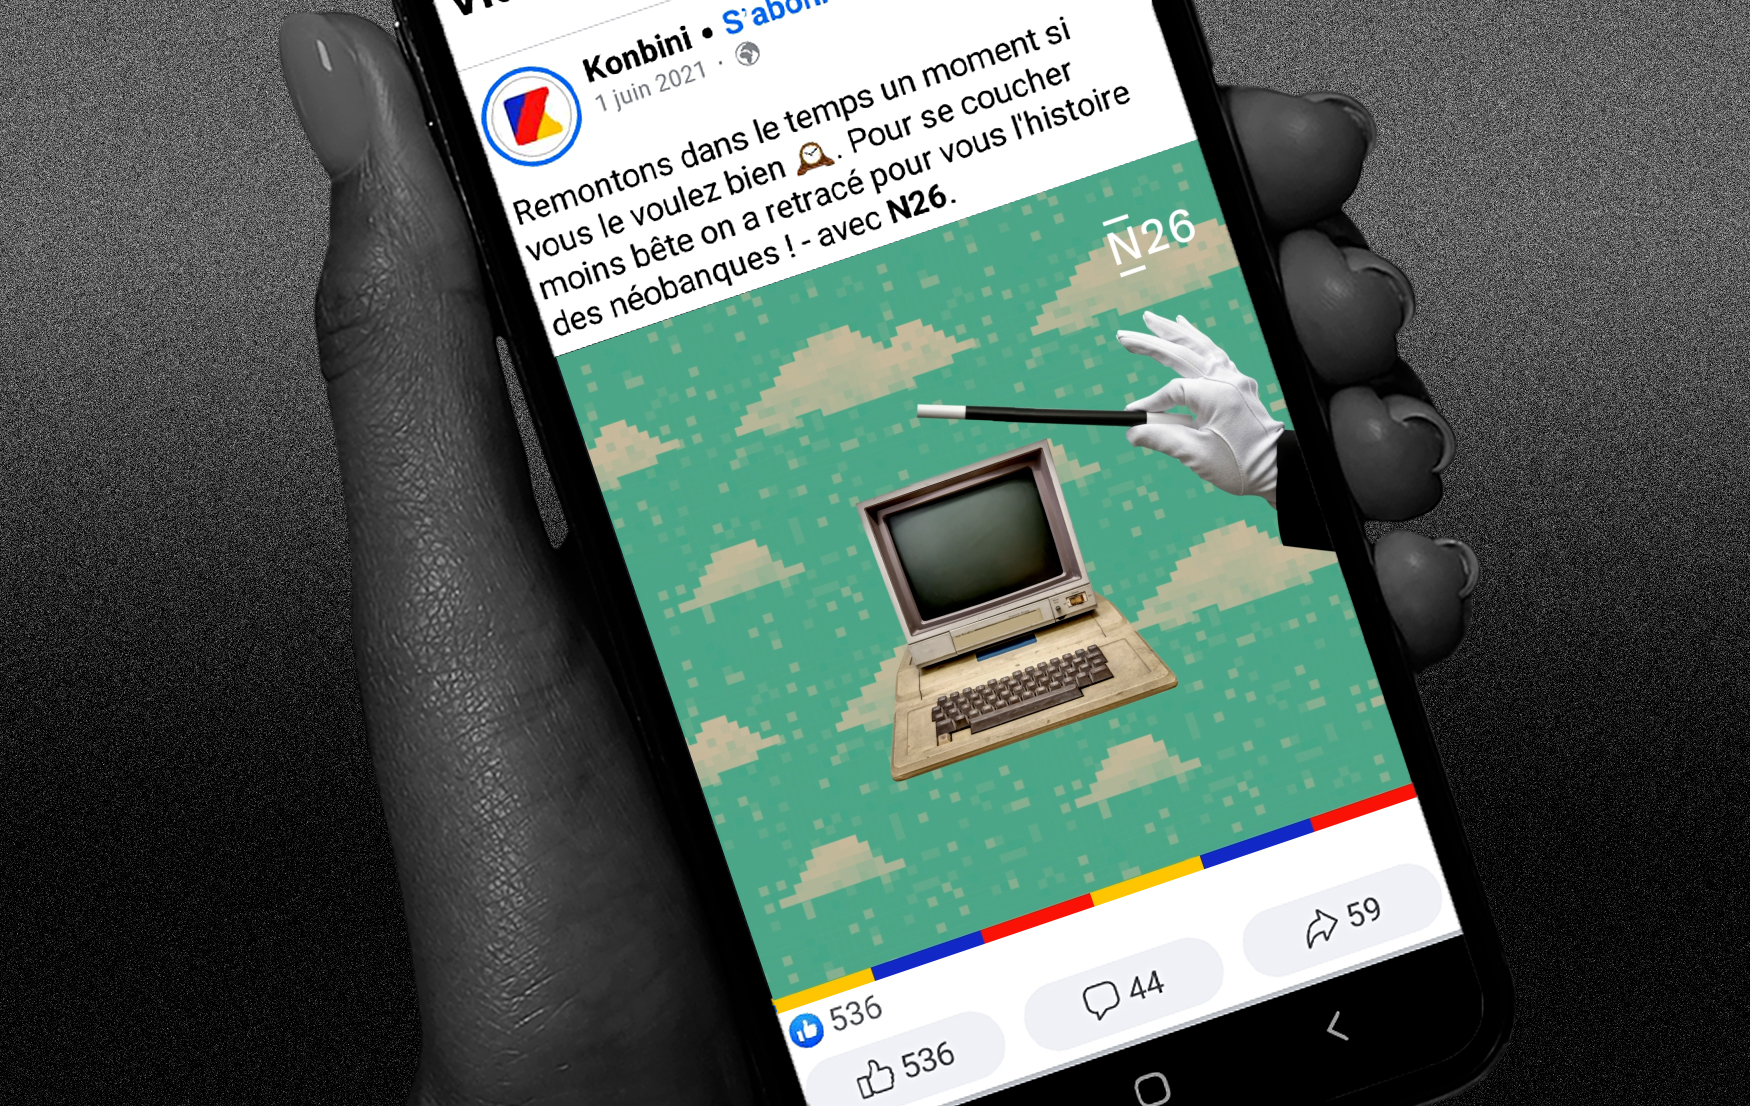 Konbini • S'abon
1 juin 2021 ·
Remontons dans le temps un moment si
vous le voulez bien 🕰️. Pour se coucher
moins bête on a retracé pour vous l'histoire
des néobanques ! - avec N26.
N26
536
536
44
59